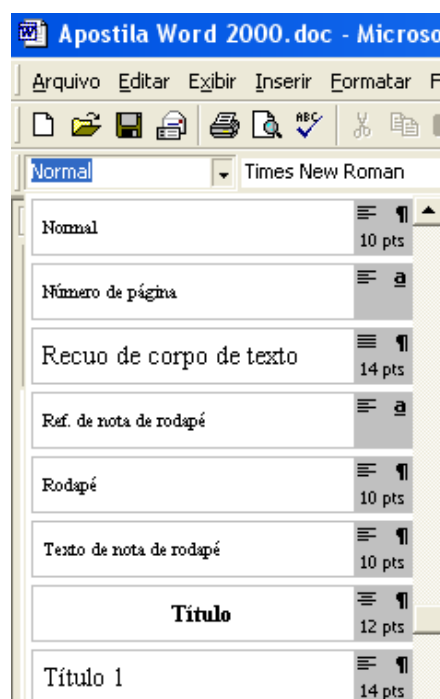 Apostila Word 2000.doc - Microso
Arquivo Editar Exibir Inserir Formatar F
ABC
Normal Times New Roman
Normal
10 pts
Número de página
a
Recuo de corpo de texto
14 pts
Ref. de nota de rodapé
a
Rodapé
10 pts
Texto de nota de rodapé
10 pts
Título
12 pts
Título 1
14 pts